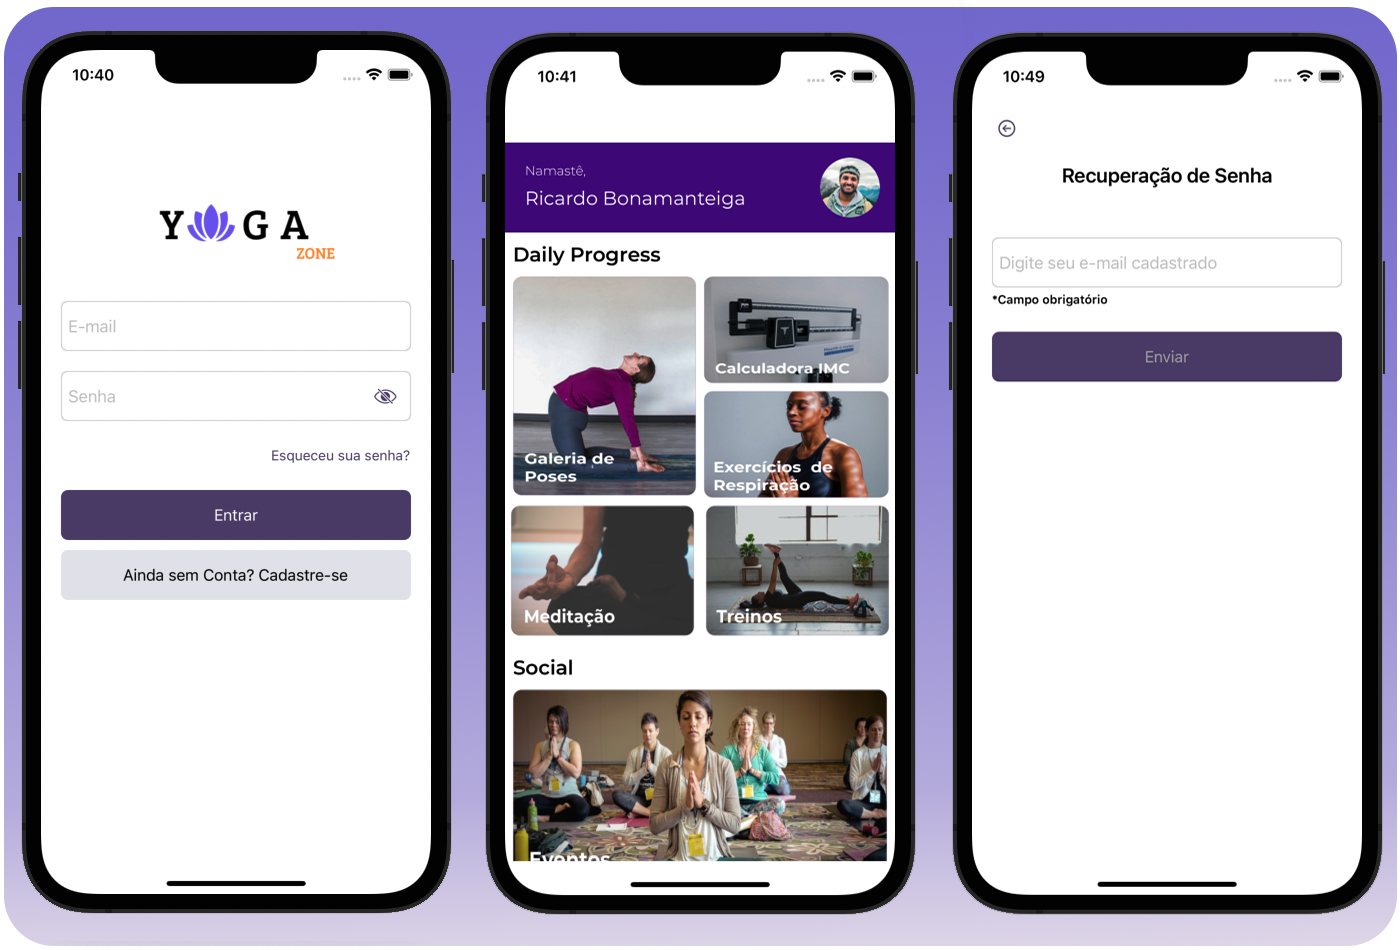 10:40
Y GA
ZONE
E-mail
Senha
Esqueceu sua senha?
Entrar
Ainda sem Conta? Cadastre-se
10:41
Namastê,
Ricardo Bonamanteiga
Daily Progress
Galeria de
Poses
Calculadora IMC
Exercícios de
Respiração
Meditação
Treinos
Social
Eventos
10:49
Recuperação de Senha
Digite seu e-mail cadastrado
*Campo obrigatório
Enviar